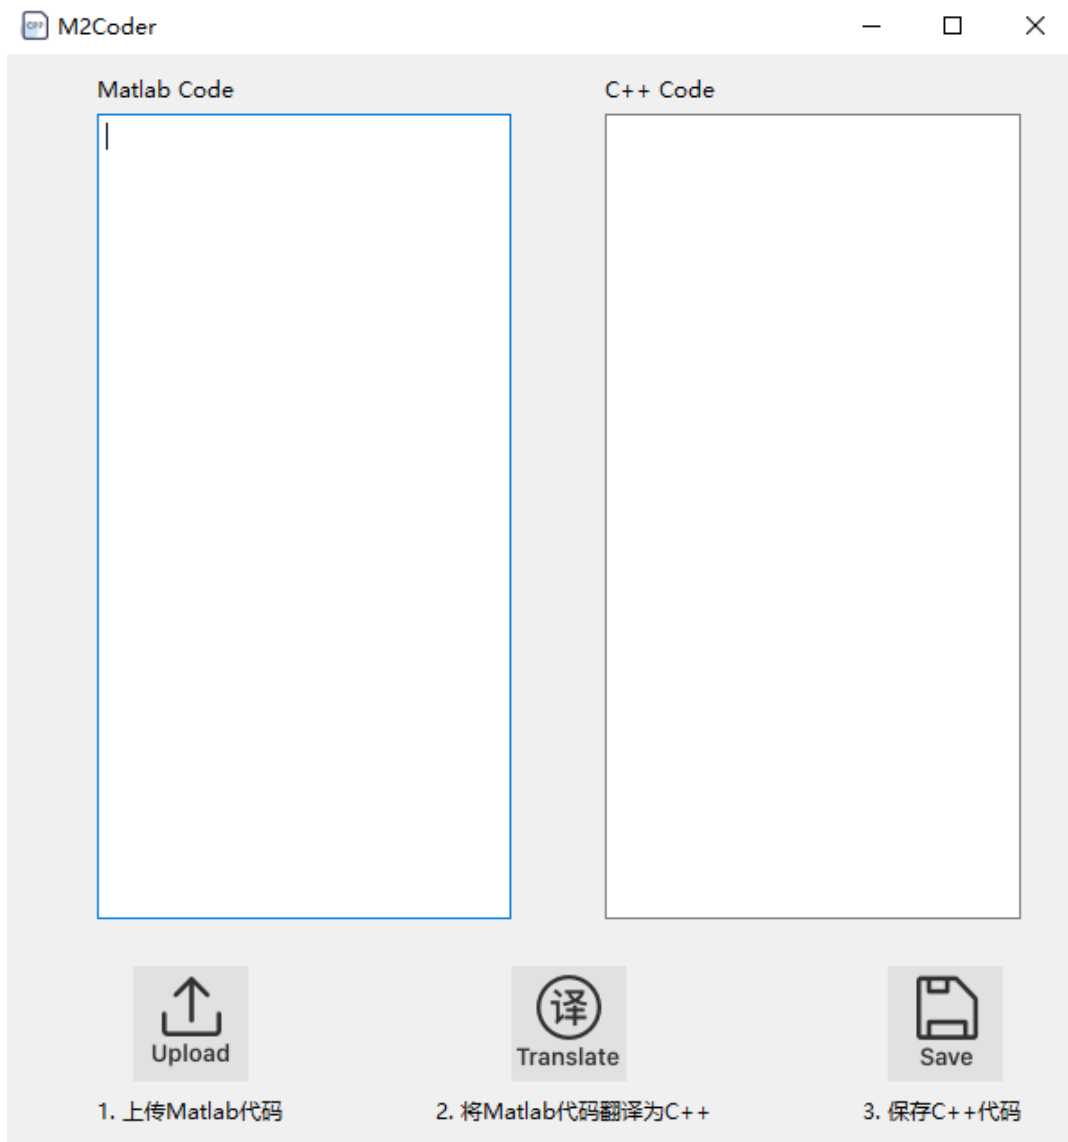 CPP M2Coder
Matlab Code
C++ Code
Upload
译
Translate
Save
1. 上传Matlab代码
2. 将Matlab代码翻译为C++
3. 保存C++代码